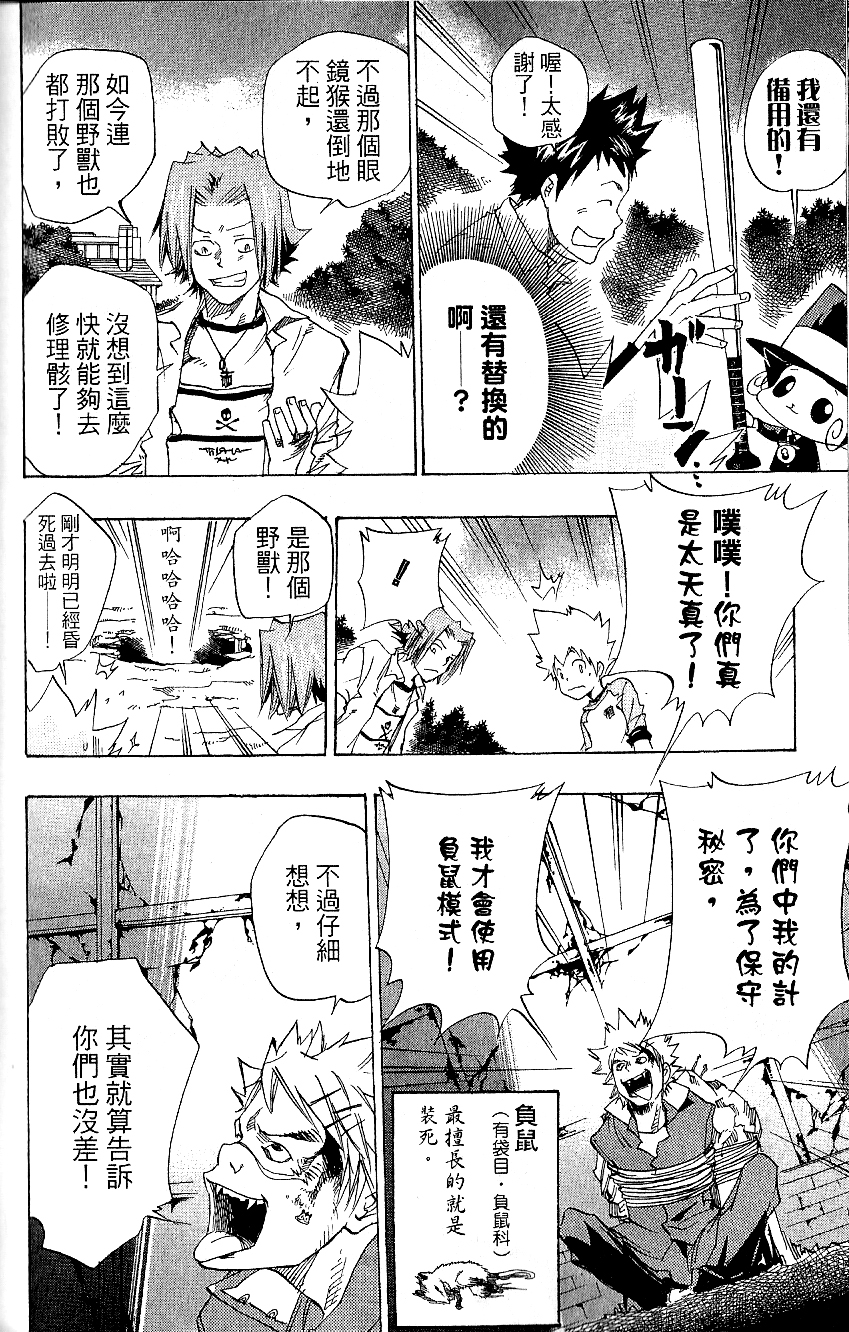 我還有
備用的！
喔！太感
謝了！
還有替換的
啊——？
ガーン…
不過那個眼
鏡猴還倒地
不起，
如今連
那個野獸也
都打敗了，
沒想到這麼
快就能夠去
修理骸了！
噗噗！你們真
是太天真了！
！
是那個
野獸！
啊哈哈哈哈！
剛才明明已經昏
死過去啦——！
你們中我的計
了，為了保守
秘密，
我才會使用
負鼠模式！
負鼠
（有袋目．負鼠科）
最擅長的就是
裝死。
不過仔細
想想，
其實就算告訴
你們也沒差！